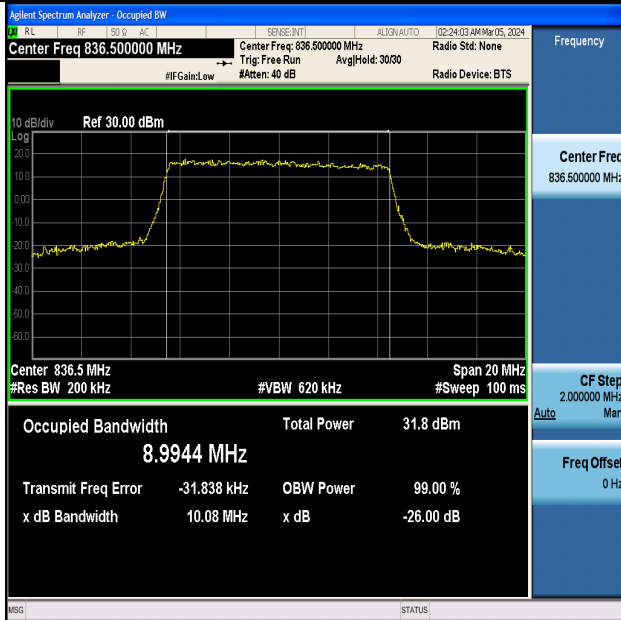 Agilent Spectrum Analyzer - Occupied BW
LXI RL RF 50 Ω AC SENSE:INT ALIGNAUTO 02:24:03 AM Mar 05, 2024
Center Freq 836.500000 MHz
Center Freq: 836.500000 MHz
Radio Std: None
Trig: Free Run Avg|Hold: 30/30
#IFGain:Low
#Atten: 40 dB
Radio Device: BTS
10 dB/div Ref 30.00 dBm
Log
20.0
10.0
0.00
-10.0
-20.0
-30.0
-40.0
-50.0
-60.0
Center 836.5 MHz Span 20 MHz
#Res BW 200 kHz #VBW 620 kHz #Sweep 100 ms
Occupied Bandwidth Total Power 31.8 dBm
8.9944 MHz
Transmit Freq Error -31.838 kHz OBW Power 99.00 %
x dB Bandwidth 10.08 MHz x dB -26.00 dB
Frequency
Center Freq
836.500000 MHz
CF Step
2.000000 MHz
Auto Man
Freq Offset
0 Hz
MSG STATUS